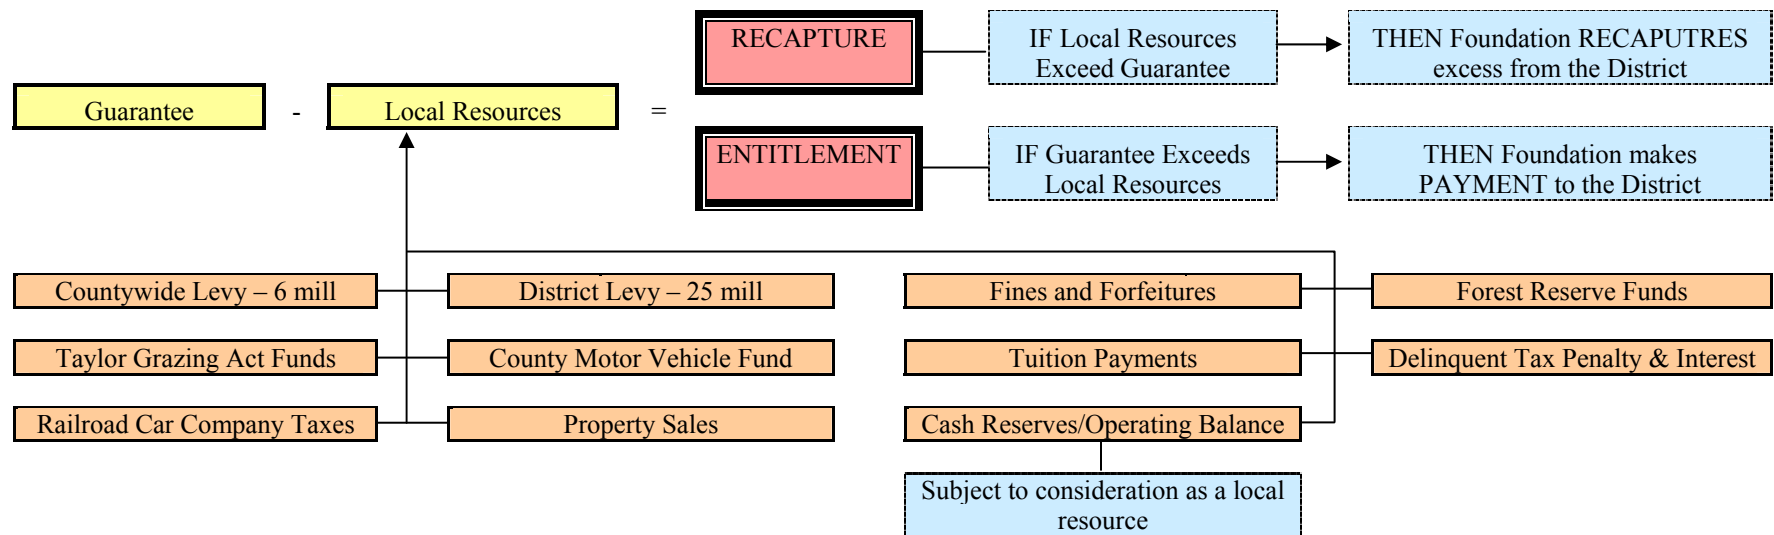 RECAPTURE
IF Local Resources
Exceed Guarantee
THEN Foundation RECAPUTRES
excess from the District
Guarantee
-
Local Resources
=
ENTITLEMENT
IF Guarantee Exceeds
Local Resources
THEN Foundation makes
PAYMENT to the District
Countywide Levy – 6 mill
District Levy – 25 mill
Fines and Forfeitures
Forest Reserve Funds
Taylor Grazing Act Funds
County Motor Vehicle Fund
Tuition Payments
Delinquent Tax Penalty & Interest
Railroad Car Company Taxes
Property Sales
Cash Reserves/Operating Balance
Subject to consideration as a local
resource